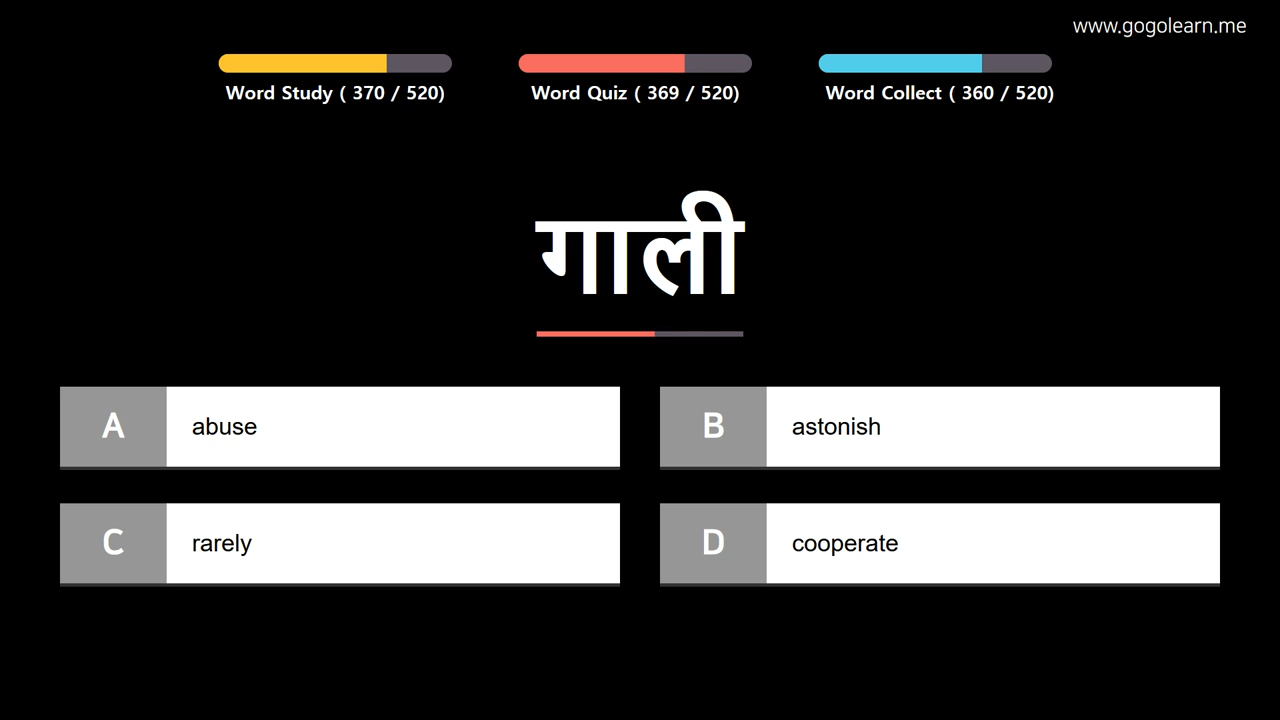 www.gogolearn.me
Word Study ( 370 / 520)
Word Quiz ( 369 / 520)
Word Collect ( 360 / 520)
गाली
A abuse
B astonish
C rarely
D cooperate